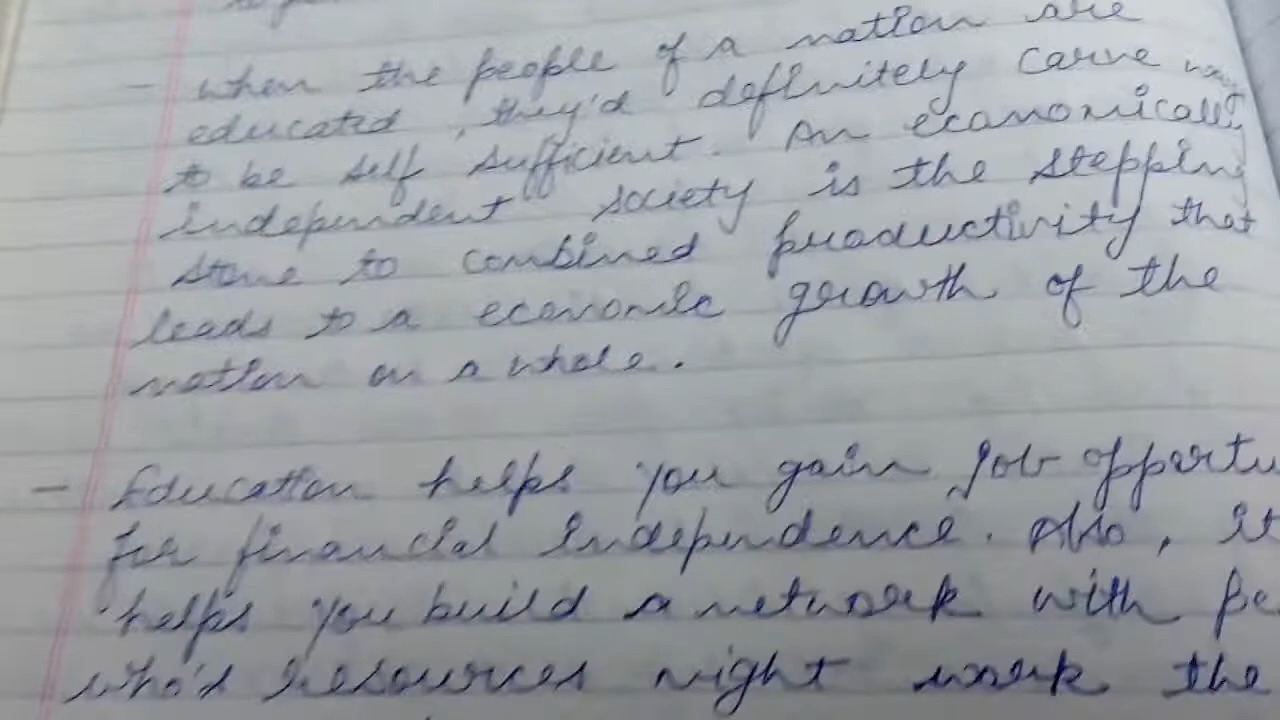 - when the people of a nation are
educated, they'd definitely carve ways
to be self sufficient. An economically
independent society is the stepping
stone to combined productivity that
leads to a economic growth of the
nation on a whole.
- Education helps you gain job opportu
for financial independence. Also, it
helps you build a network with pe
who's resources might work the